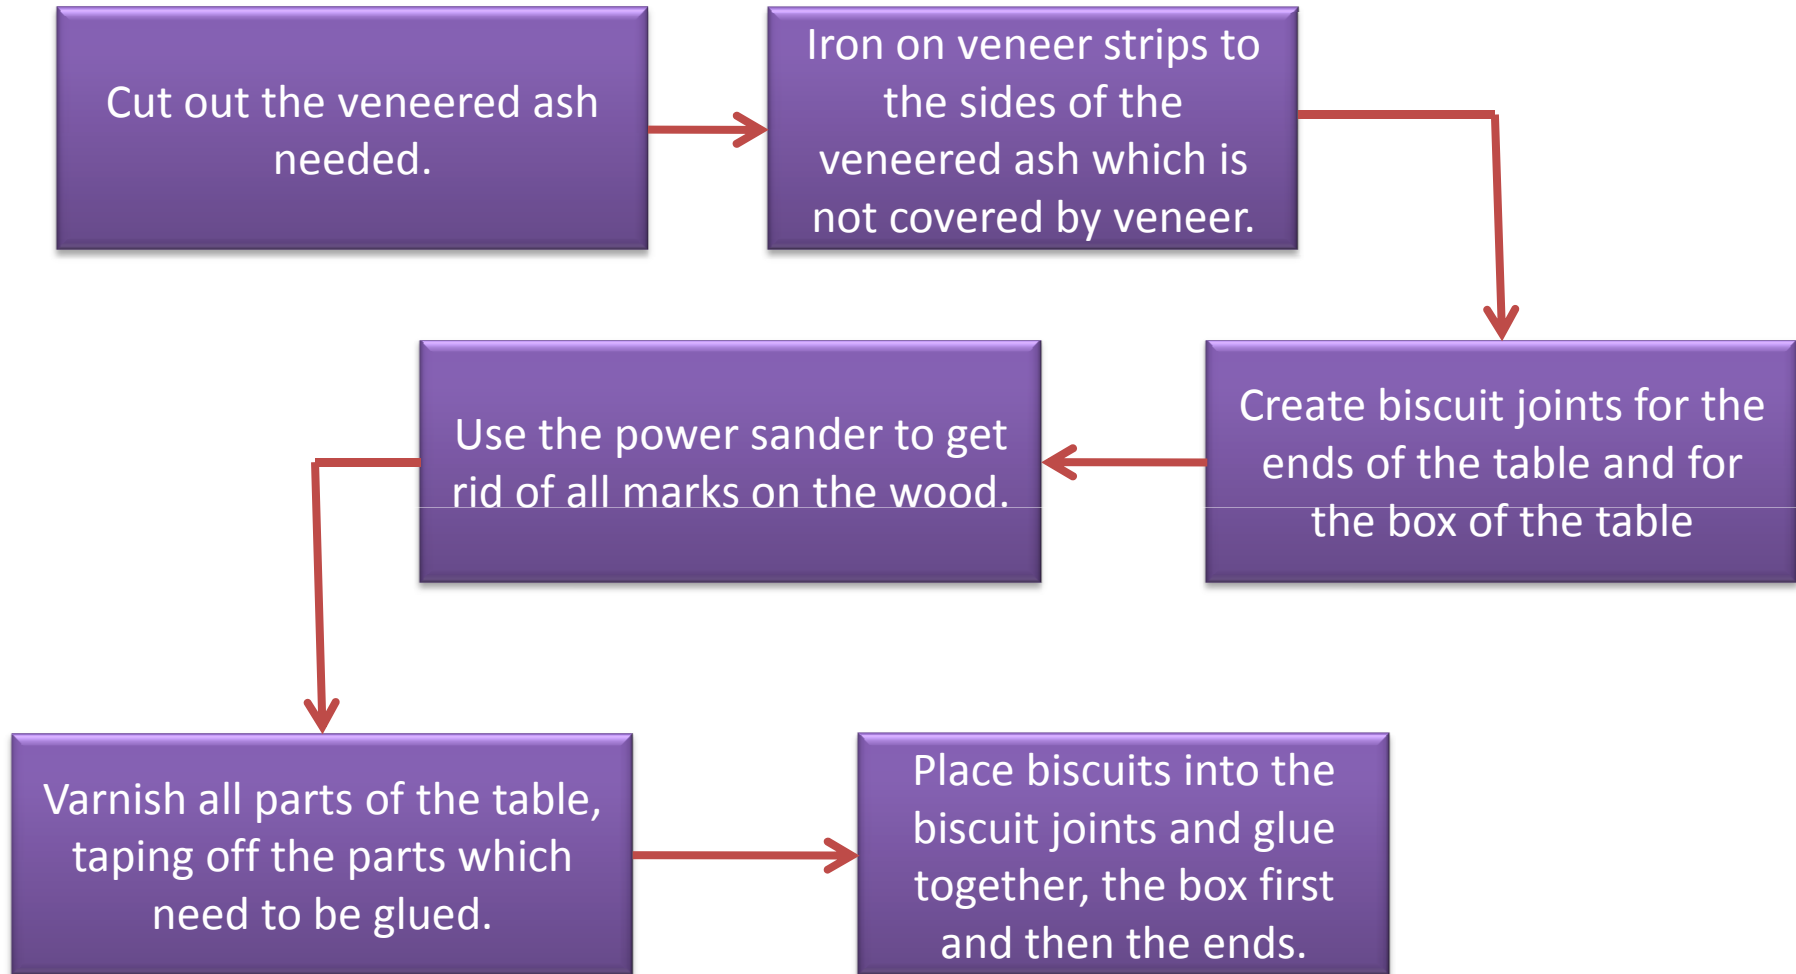 Cut out the veneered ash
needed.
Iron on veneer strips to
the sides of the
veneered ash which is
not covered by veneer.
Create biscuit joints for the
ends of the table and for
the box of the table
Use the power sander to get
rid of all marks on the wood.
Varnish all parts of the table,
taping off the parts which
need to be glued.
Place biscuits into the
biscuit joints and glue
together, the box first
and then the ends.